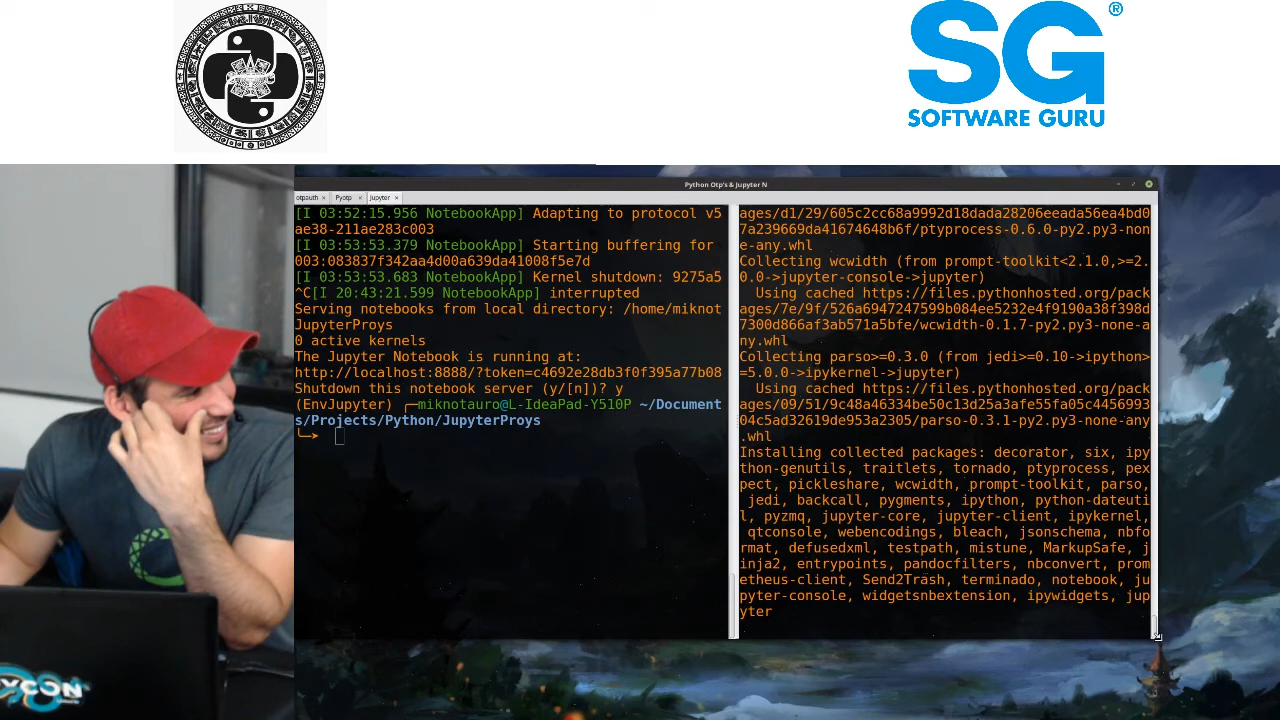 SG®
SOFTWARE GURU
Python Otp's & Jupyter N
otpauth × Pyotp × Jupyter ×
[I 03:52:15.956 NotebookApp] Adapting to protocol v5
ae38-211ae283c003
[I 03:53:53.379 NotebookApp] Starting buffering for
003:083837f342aa4d00a639da41008f5e7d
[I 03:53:53.683 NotebookApp] Kernel shutdown: 9275a5
^C[I 20:43:21.599 NotebookApp] interrupted
Serving notebooks from local directory: /home/miknot
JupyterProys
0 active kernels
The Jupyter Notebook is running at:
http://localhost:8888/?token=c4692e28db3f0f395a77b08
Shutdown this notebook server (y/[n])? y
(EnvJupyter) ╭─miknotauro@L-IdeaPad-Y510P ~/Document
s/Projects/Python/JupyterProys
╰─➤
ages/d1/29/605c2cc68a9992d18dada28206eeada56ea4bd0
7a239669da41674648b6f/ptyprocess-0.6.0-py2.py3-non
e-any.whl
Collecting wcwidth (from prompt-toolkit<2.1.0,>=2.
0.0->jupyter-console->jupyter)
Using cached https://files.pythonhosted.org/pack
ages/7e/9f/526a6947247599b084ee5232e4f9190a38f398d
7300d866af3ab571a5bfe/wcwidth-0.1.7-py2.py3-none-a
ny.whl
Collecting parso>=0.3.0 (from jedi>=0.10->ipython>
=5.0.0->ipykernel->jupyter)
Using cached https://files.pythonhosted.org/pack
ages/09/51/9c48a46334be50c13d25a3afe55fa05c4456993
04c5ad32619de953a2305/parso-0.3.1-py2.py3-none-any
.whl
Installing collected packages: decorator, six, ipy
thon-genutils, traitlets, tornado, ptyprocess, pex
pect, pickleshare, wcwidth, prompt-toolkit, parso,
jedi, backcall, pygments, ipython, python-dateuti
l, pyzmq, jupyter-core, jupyter-client, ipykernel,
qtconsole, webencodings, bleach, jsonschema, nbfo
rmat, defusedxml, testpath, mistune, MarkupSafe, j
inja2, entrypoints, pandocfilters, nbconvert, prom
etheus-client, Send2Trash, terminado, notebook, ju
pyter-console, widgetsnbextension, ipywidgets, jup
yter
YCON